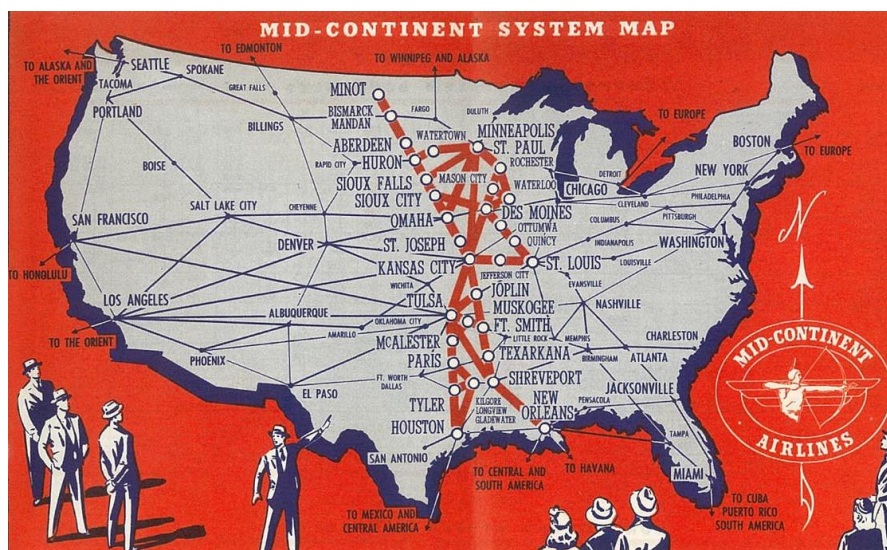 MID-CONTINENT SYSTEM MAP
TO ALASKA AND
THE ORIENT
SEATTLE
TACOMA
SPOKANE
PORTLAND
TO EDMONTON
GREAT FALLS
BILLINGS
BOISE
TO WINNIPEG AND ALASKA
MINOT
BISMARCK
MANDAN
FARGO
DULUTH
ABERDEEN
WATERTOWN
MINNEAPOLIS
ST. PAUL
HURON
RAPID CITY
ROCHESTER
MASON CITY
SIOUX FALLS
SIOUX CITY
WATERLOO
CHICAGO
DETROIT
TO EUROPE
BOSTON
TO EUROPE
NEW YORK
PHILADELPHIA
CLEVELAND
PITTSBURGH
COLUMBUS
WASHINGTON
INDIANAPOLIS
LOUISVILLE
SAN FRANCISCO
SALT LAKE CITY
CHEYENNE
OMAHA
DES MOINES
OTTUMWA
QUINCY
DENVER
ST. JOSEPH
KANSAS CITY
JEFFERSON CITY
ST. LOUIS
EVANSVILLE
TO HONGLULU
WICHITA
TULSA
JOPLIN
MUSKOGEE
FT. SMITH
NASHVILLE
LOS ANGELES
ALBUQUERQUE
OKLAHOMA CITY
AMARILLO
LITTLE ROCK
MEMPHIS
CHARLESTON
TO THE ORIENT
PHOENIX
McALESTER
PARIS
TEXARKANA
BIRMINGHAM
ATLANTA
FT. WORTH
DALLAS
SHREVEPORT
EL PASO
TYLER
KILGORE
LONGVIEW
GLADEWATER
NEW
ORLEANS
PENSACOLA
JACKSONVILLE
HOUSTON
SAN ANTONIO
TAMPA
MIAMI
TO CENTRAL AND
SOUTH AMERICA
TO HAVANA
TO MEXICO AND
CENTRAL AMERICA
TO CUBA
PUERTO RICO
SOUTH AMERICA
N
MID-CONTINENT
AIRLINES